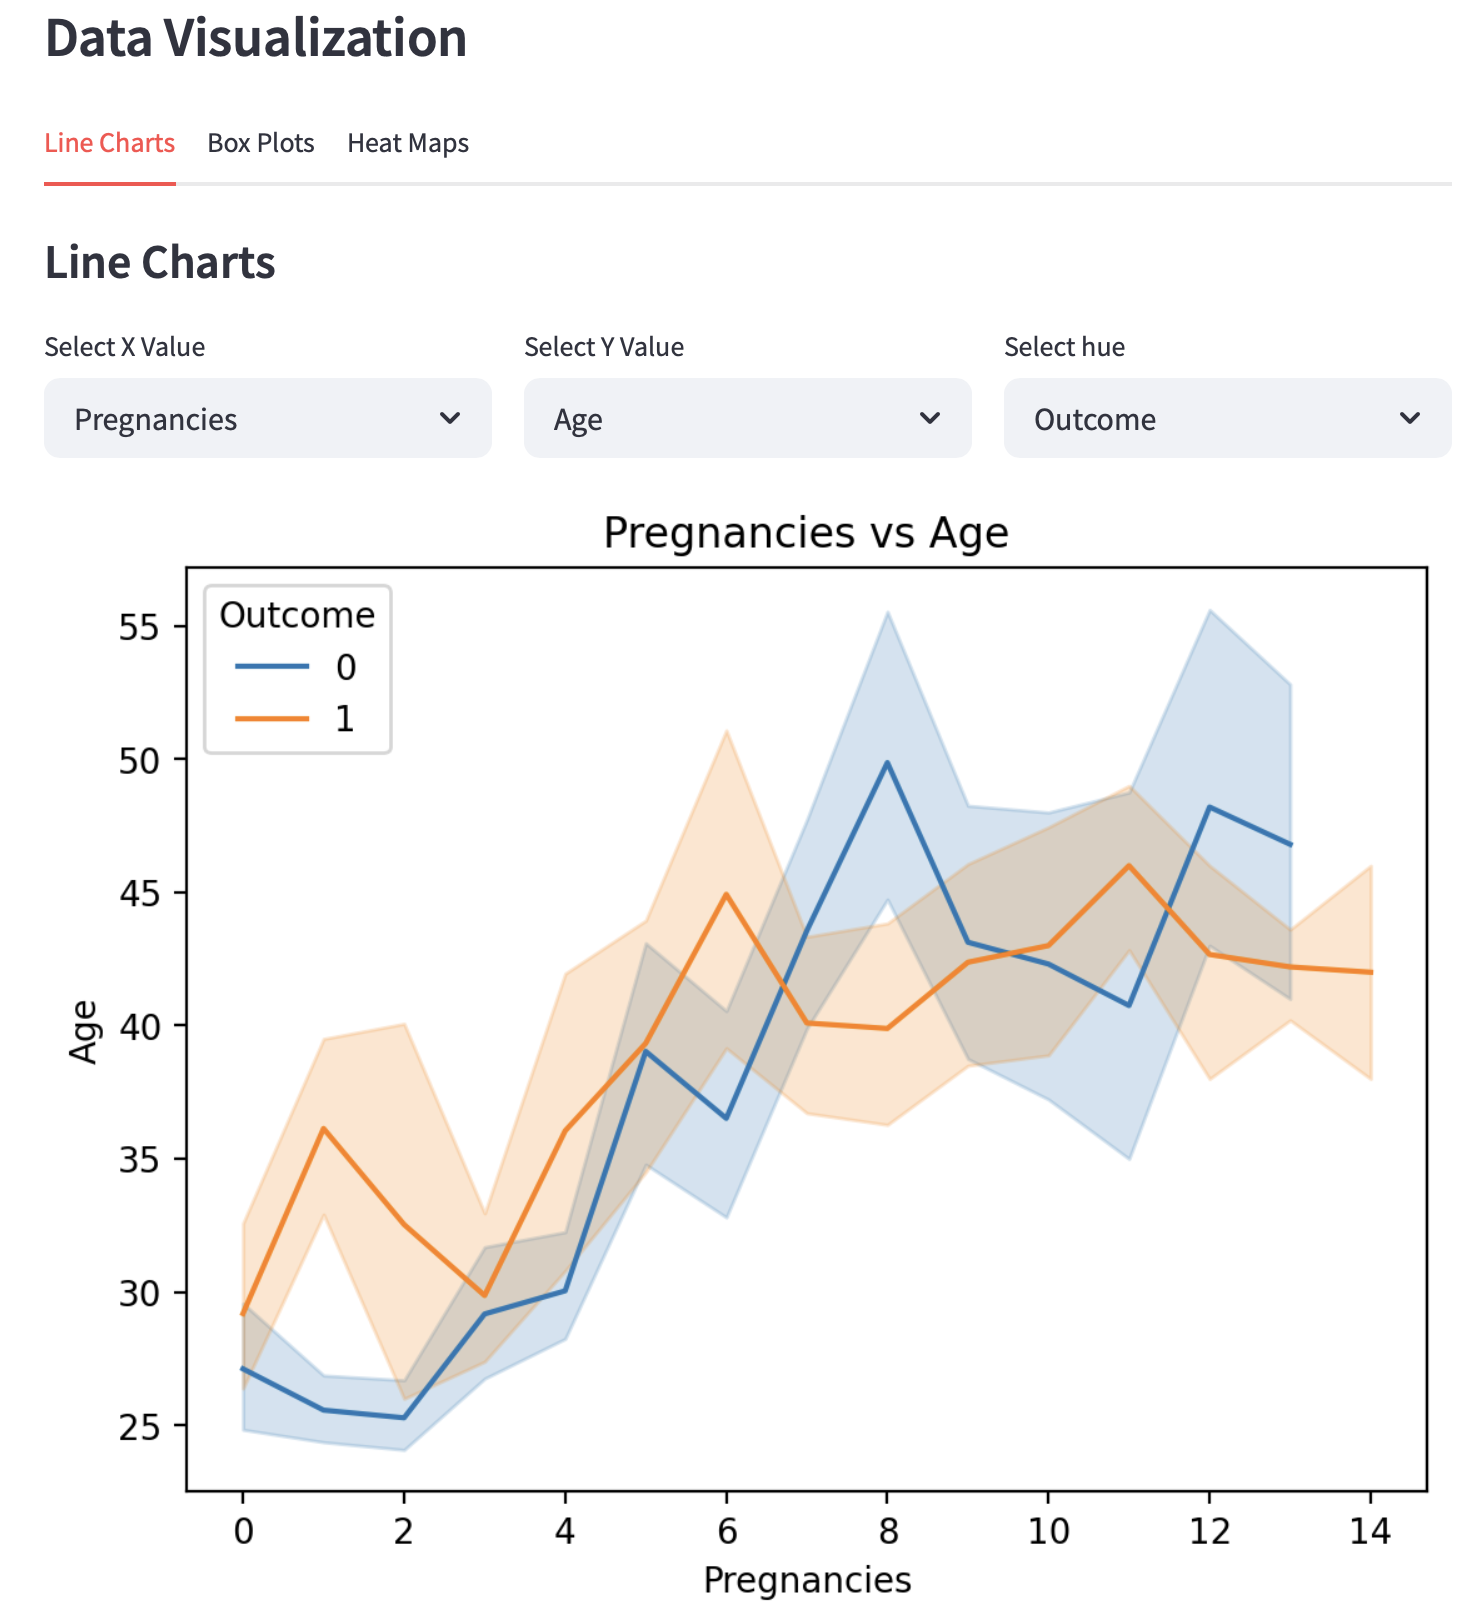 Data Visualization
Line Charts Box Plots Heat Maps
Line Charts
Select X Value Select Y Value Select hue
Pregnancies Age Outcome
Pregnancies vs Age
Outcome
0
1
55
50
45
40
35
30
25
Age
0 2 4 6 8 10 12 14
Pregnancies